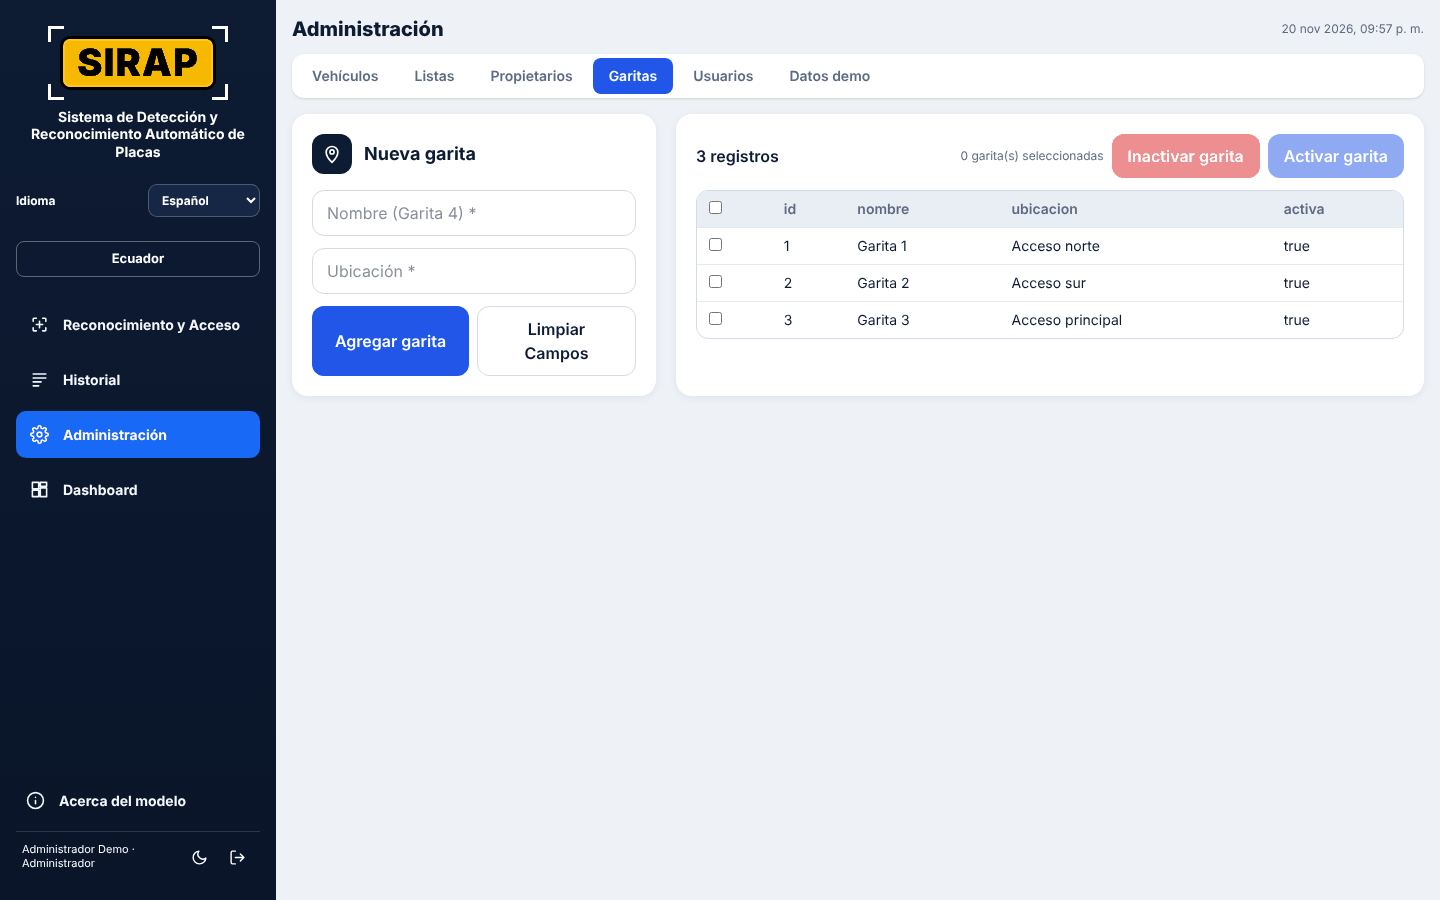 SIRAP
Sistema de Detección y
Reconocimiento Automático de
Placas
Idioma
Español
Ecuador
Reconocimiento y Acceso
Historial
Administración
Dashboard
Acerca del modelo
Administrador Demo ·
Administrador
Administración
20 nov 2026, 09:57 p. m.
Vehículos Listas Propietarios Garitas Usuarios Datos demo
Nueva garita
Nombre (Garita 4) *
Ubicación *
Agregar garita
Limpiar
Campos
3 registros
0 garita(s) seleccionadas
Inactivar garita
Activar garita
id nombre ubicacion activa
1 Garita 1 Acceso norte true
2 Garita 2 Acceso sur true
3 Garita 3 Acceso principal true